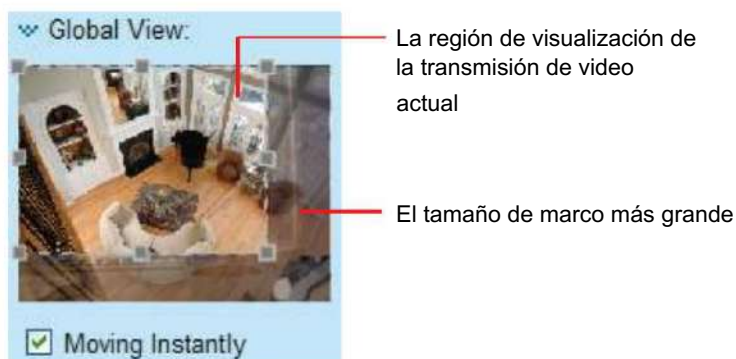 Global View:
La región de visualización de
la transmisión de video
actual
El tamaño de marco más grande
Moving Instantly